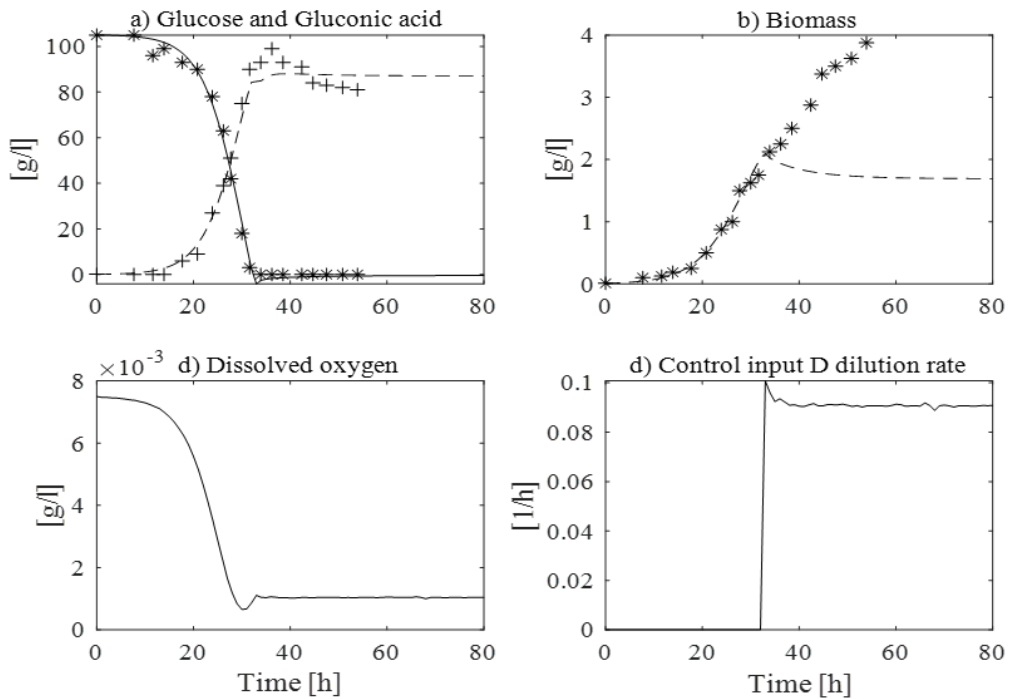 a) Glucose and Gluconic acid
100
80
60
40
20
0
[g/l]
0 20 40 60 80
b) Biomass
4
3
2
1
0
[g/l]
0 20 40 60 80
×10⁻³ d) Dissolved oxygen
8
6
4
2
0
[g/l]
0 20 40 60 80
Time [h]
d) Control input D dilution rate
0.1
0.08
0.06
0.04
0.02
0
[1/h]
0 20 40 60 80
Time [h]